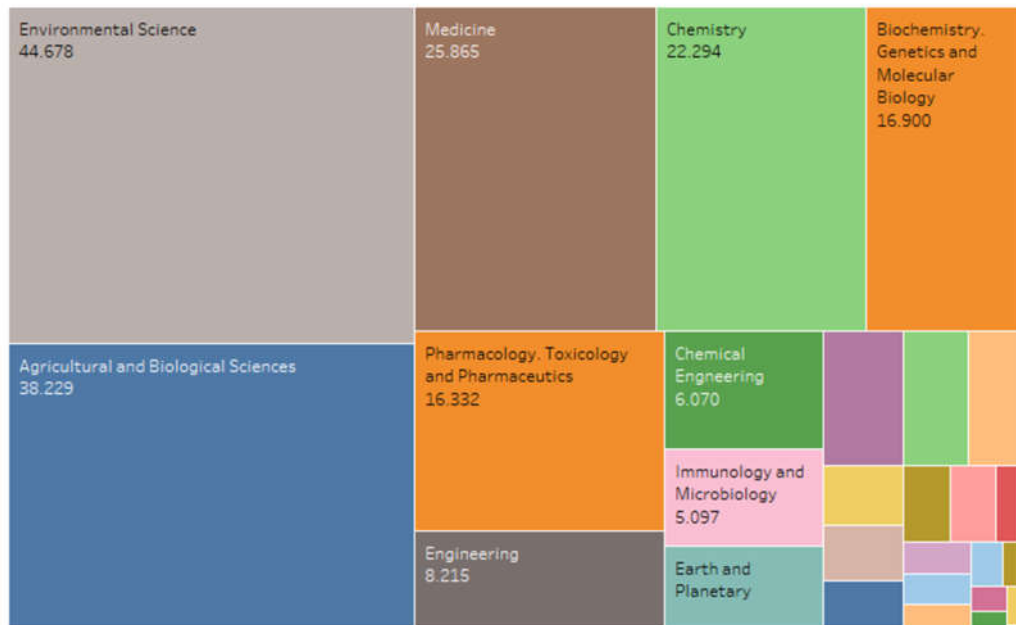 Environmental Science
44.678
Medicine
25.865
Chemistry
22.294
Biochemistry.
Genetics and
Molecular
Biology
16.900
Agricultural and Biological Sciences
38.229
Pharmacology. Toxicology
and Pharmaceutics
16.332
Chemical
Engneering
6.070
Immunology and
Microbiology
5.097
Engineering
8.215
Earth and
Planetary